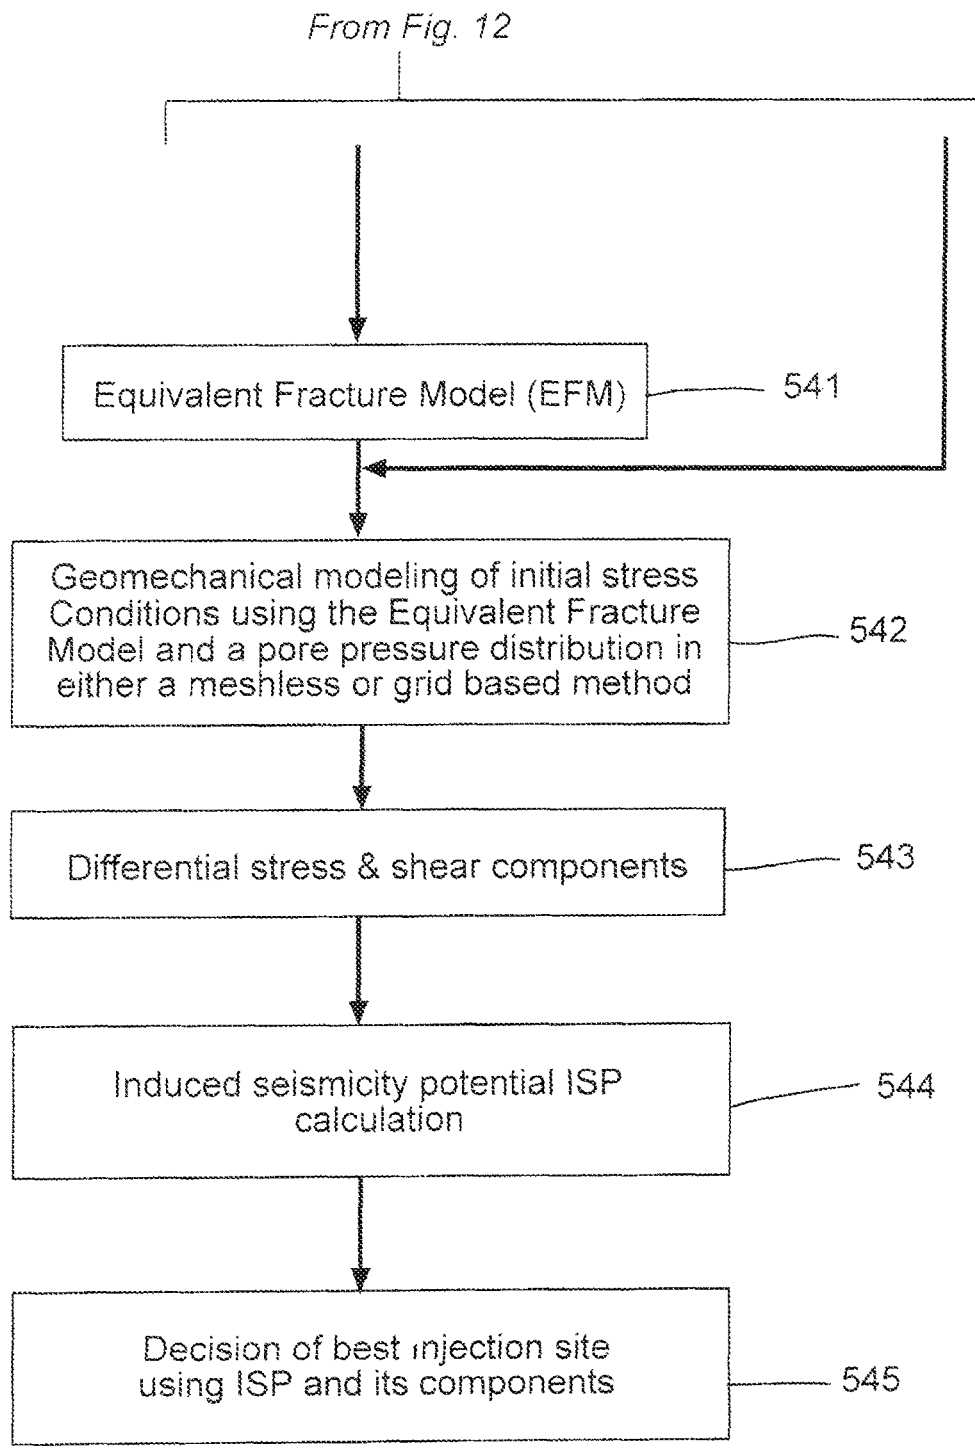 From Fig. 12
Equivalent Fracture Model (EFM)
541
Geomechanical modeling of initial stress
Conditions using the Equivalent Fracture
Model and a pore pressure distribution in
either a meshless or grid based method
542
Differential stress & shear components
543
Induced seismicity potential ISP
calculation
544
Decision of best injection site
using ISP and its components
545